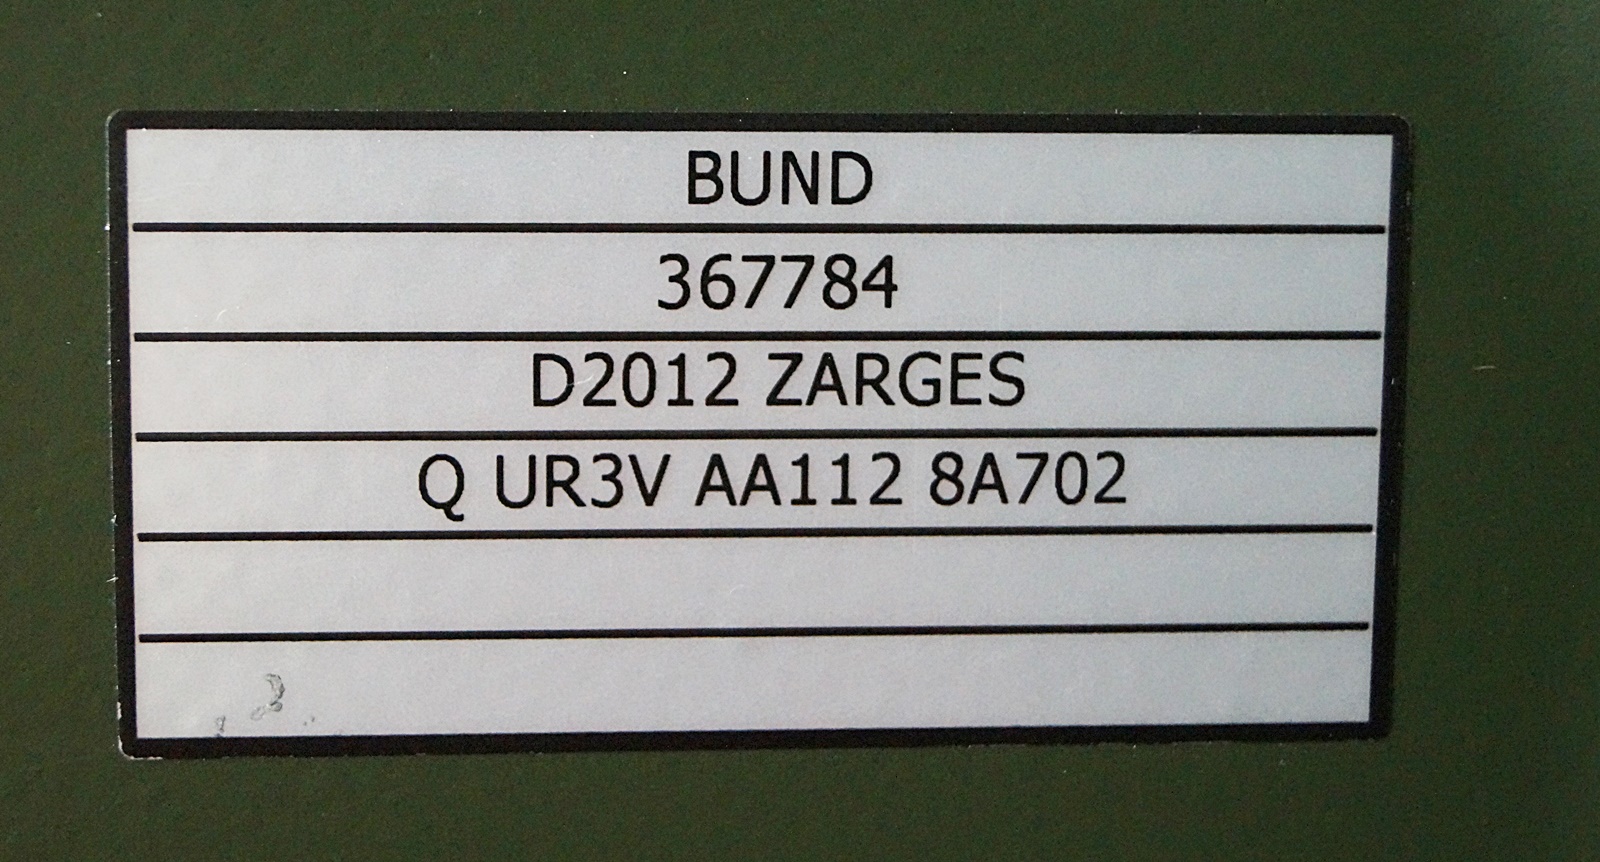 BUND
367784
D2012 ZARGES
Q UR3V AA112 8A702